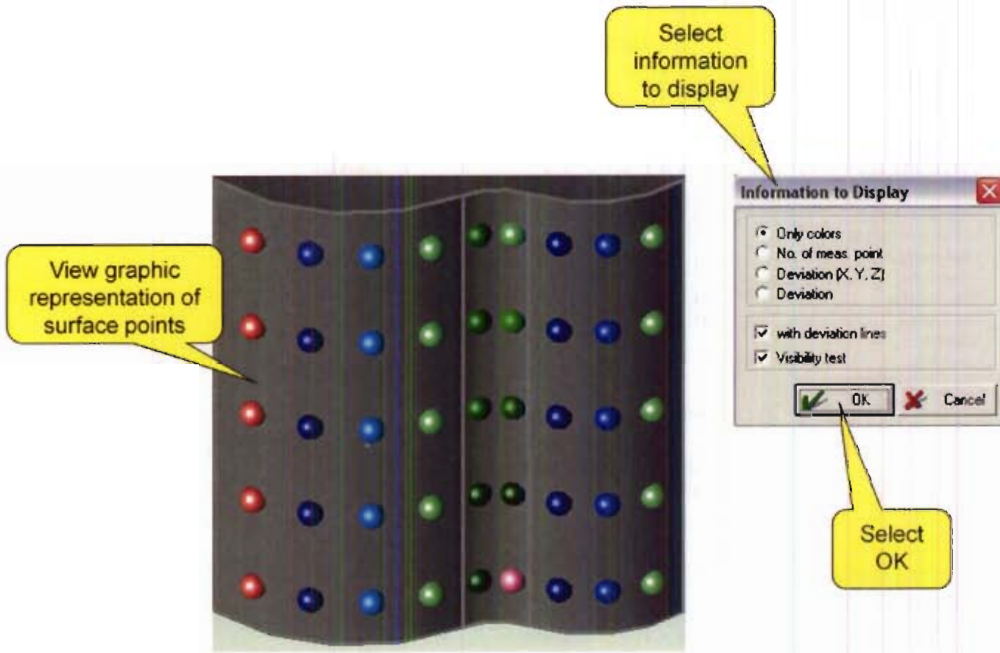 Select
information
to display
View graphic
representation of
surface points
Information to Display
Only colors
No. of meas. point
Deviation (X, Y, Z)
Deviation
with deviation lines
Visibility test
OK
Cancel
Select
OK